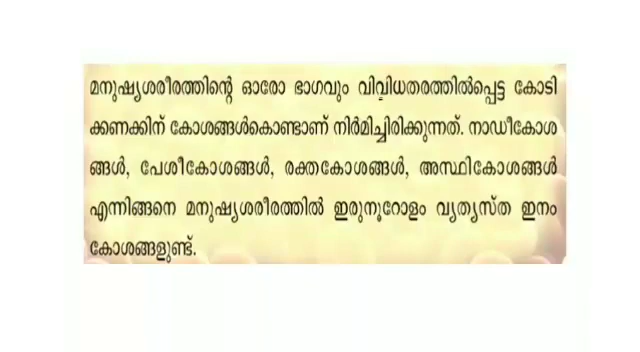 മനുഷ്യശരീരത്തിന്റെ ഓരോ ഭാഗവും വിവിധതരത്തിൽപ്പെട്ട കോടി
ക്കണക്കിന് കോശങ്ങൾകൊണ്ടാണ് നിർമിച്ചിരിക്കുന്നത്. നാഡീകോശ
ങ്ങൾ, പേശീകോശങ്ങൾ, രക്തകോശങ്ങൾ, അസ്ഥികോശങ്ങൾ
എന്നിങ്ങനെ മനുഷ്യശരീരത്തിൽ ഇരുനൂറോളം വ്യത്യസ്ത ഇനം
കോശങ്ങളുണ്ട്.